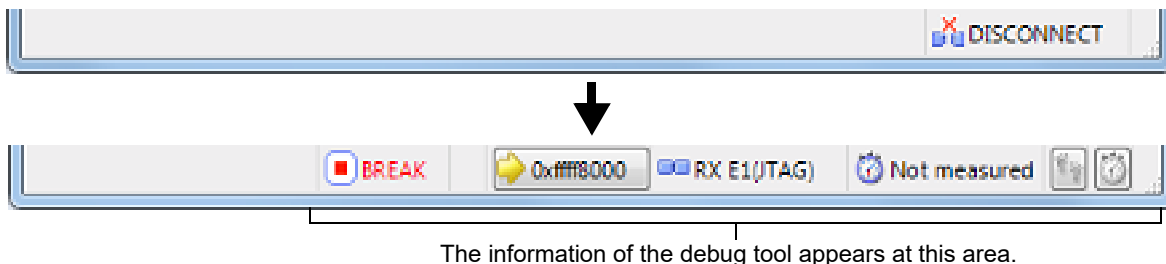 DISCONNECT
BREAK 0xffff8000 RX E1(JTAG) Not measured
The information of the debug tool appears at this area.